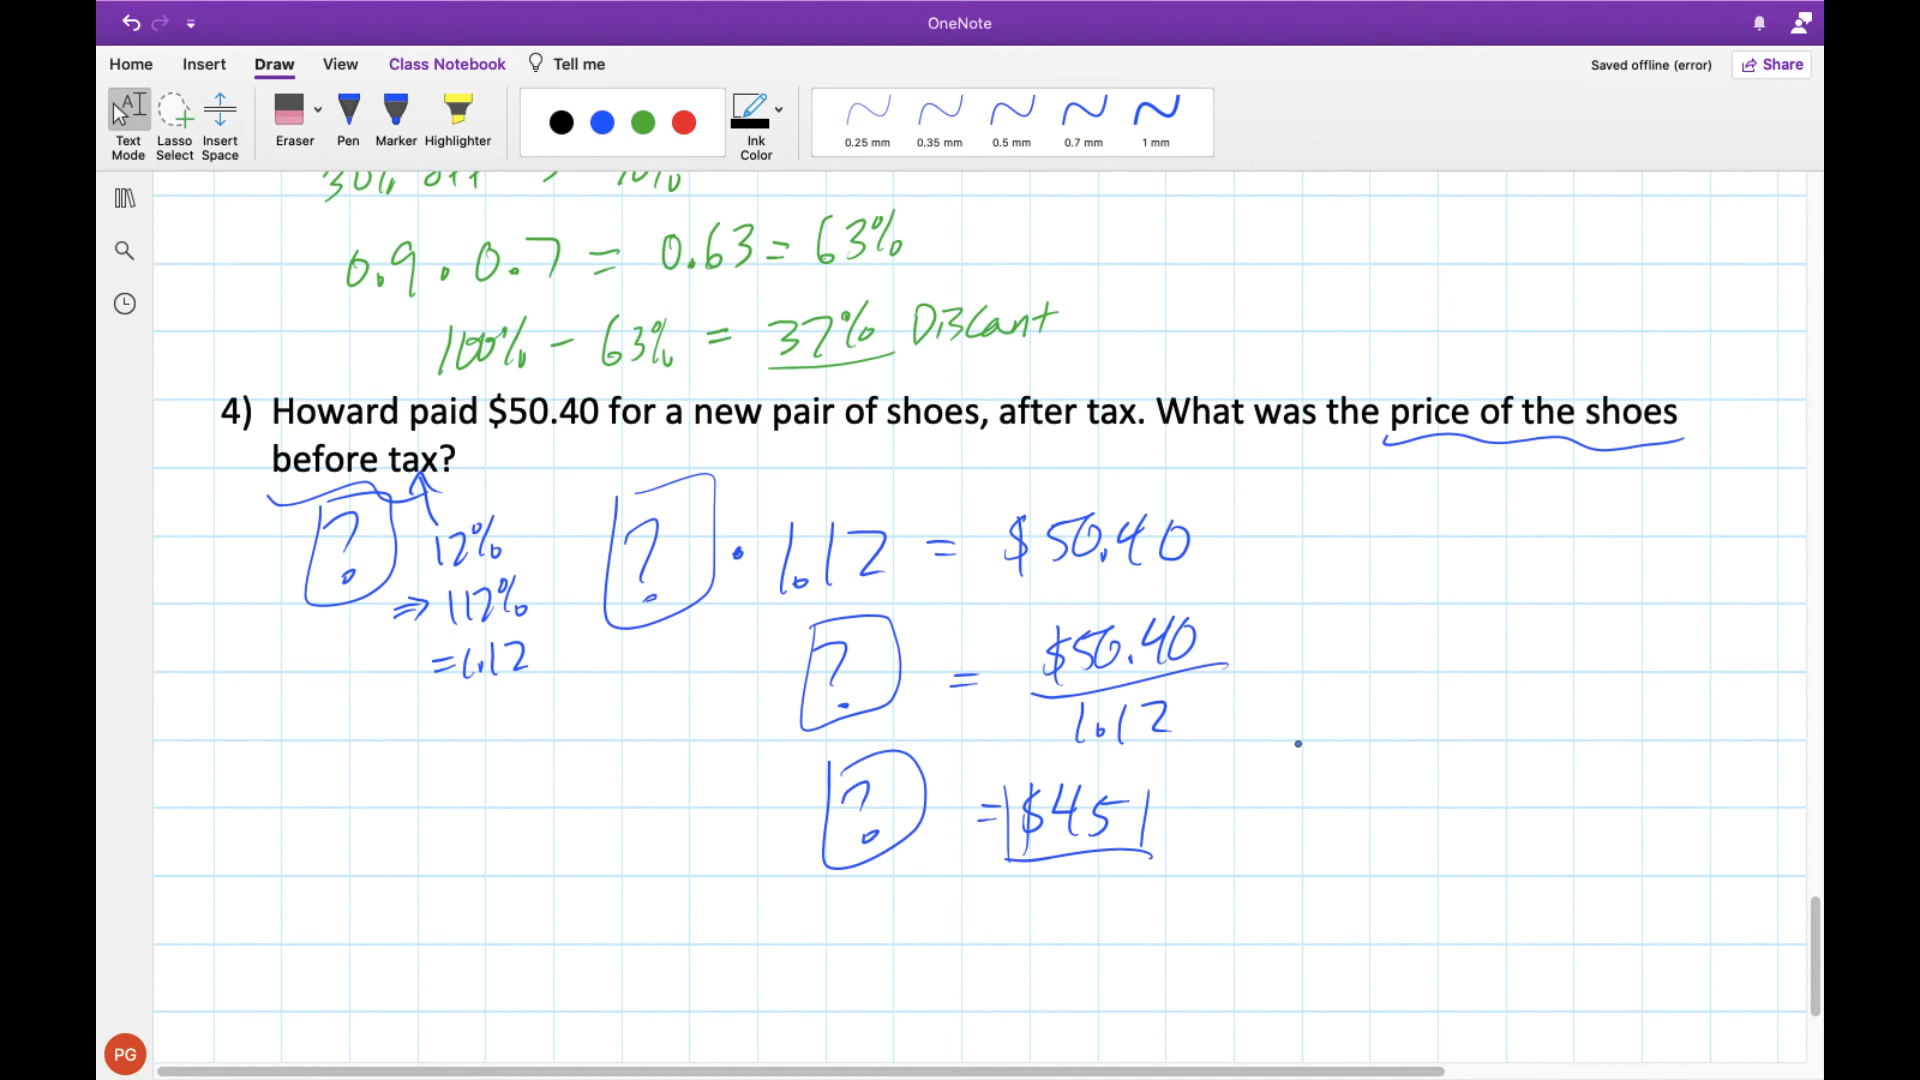 OneNote
Home Insert Draw View Class Notebook Tell me
Saved offline (error) Share
Text Mode
Lasso Select
Insert Space
Eraser
Pen
Marker
Highlighter
Ink Color
0.25 mm 0.35 mm 0.5 mm 0.7 mm 1 mm
30% off
0.9 . 0.7 = 0.63 = 63%
100% - 63% = 37% Discount
4) Howard paid $50.40 for a new pair of shoes, after tax. What was the price of the shoes
before tax?
? 12%
⇒ 112%
= 1.12
? · 1.12 = $50.40
? = $50.40
1.12
? = $45
PG